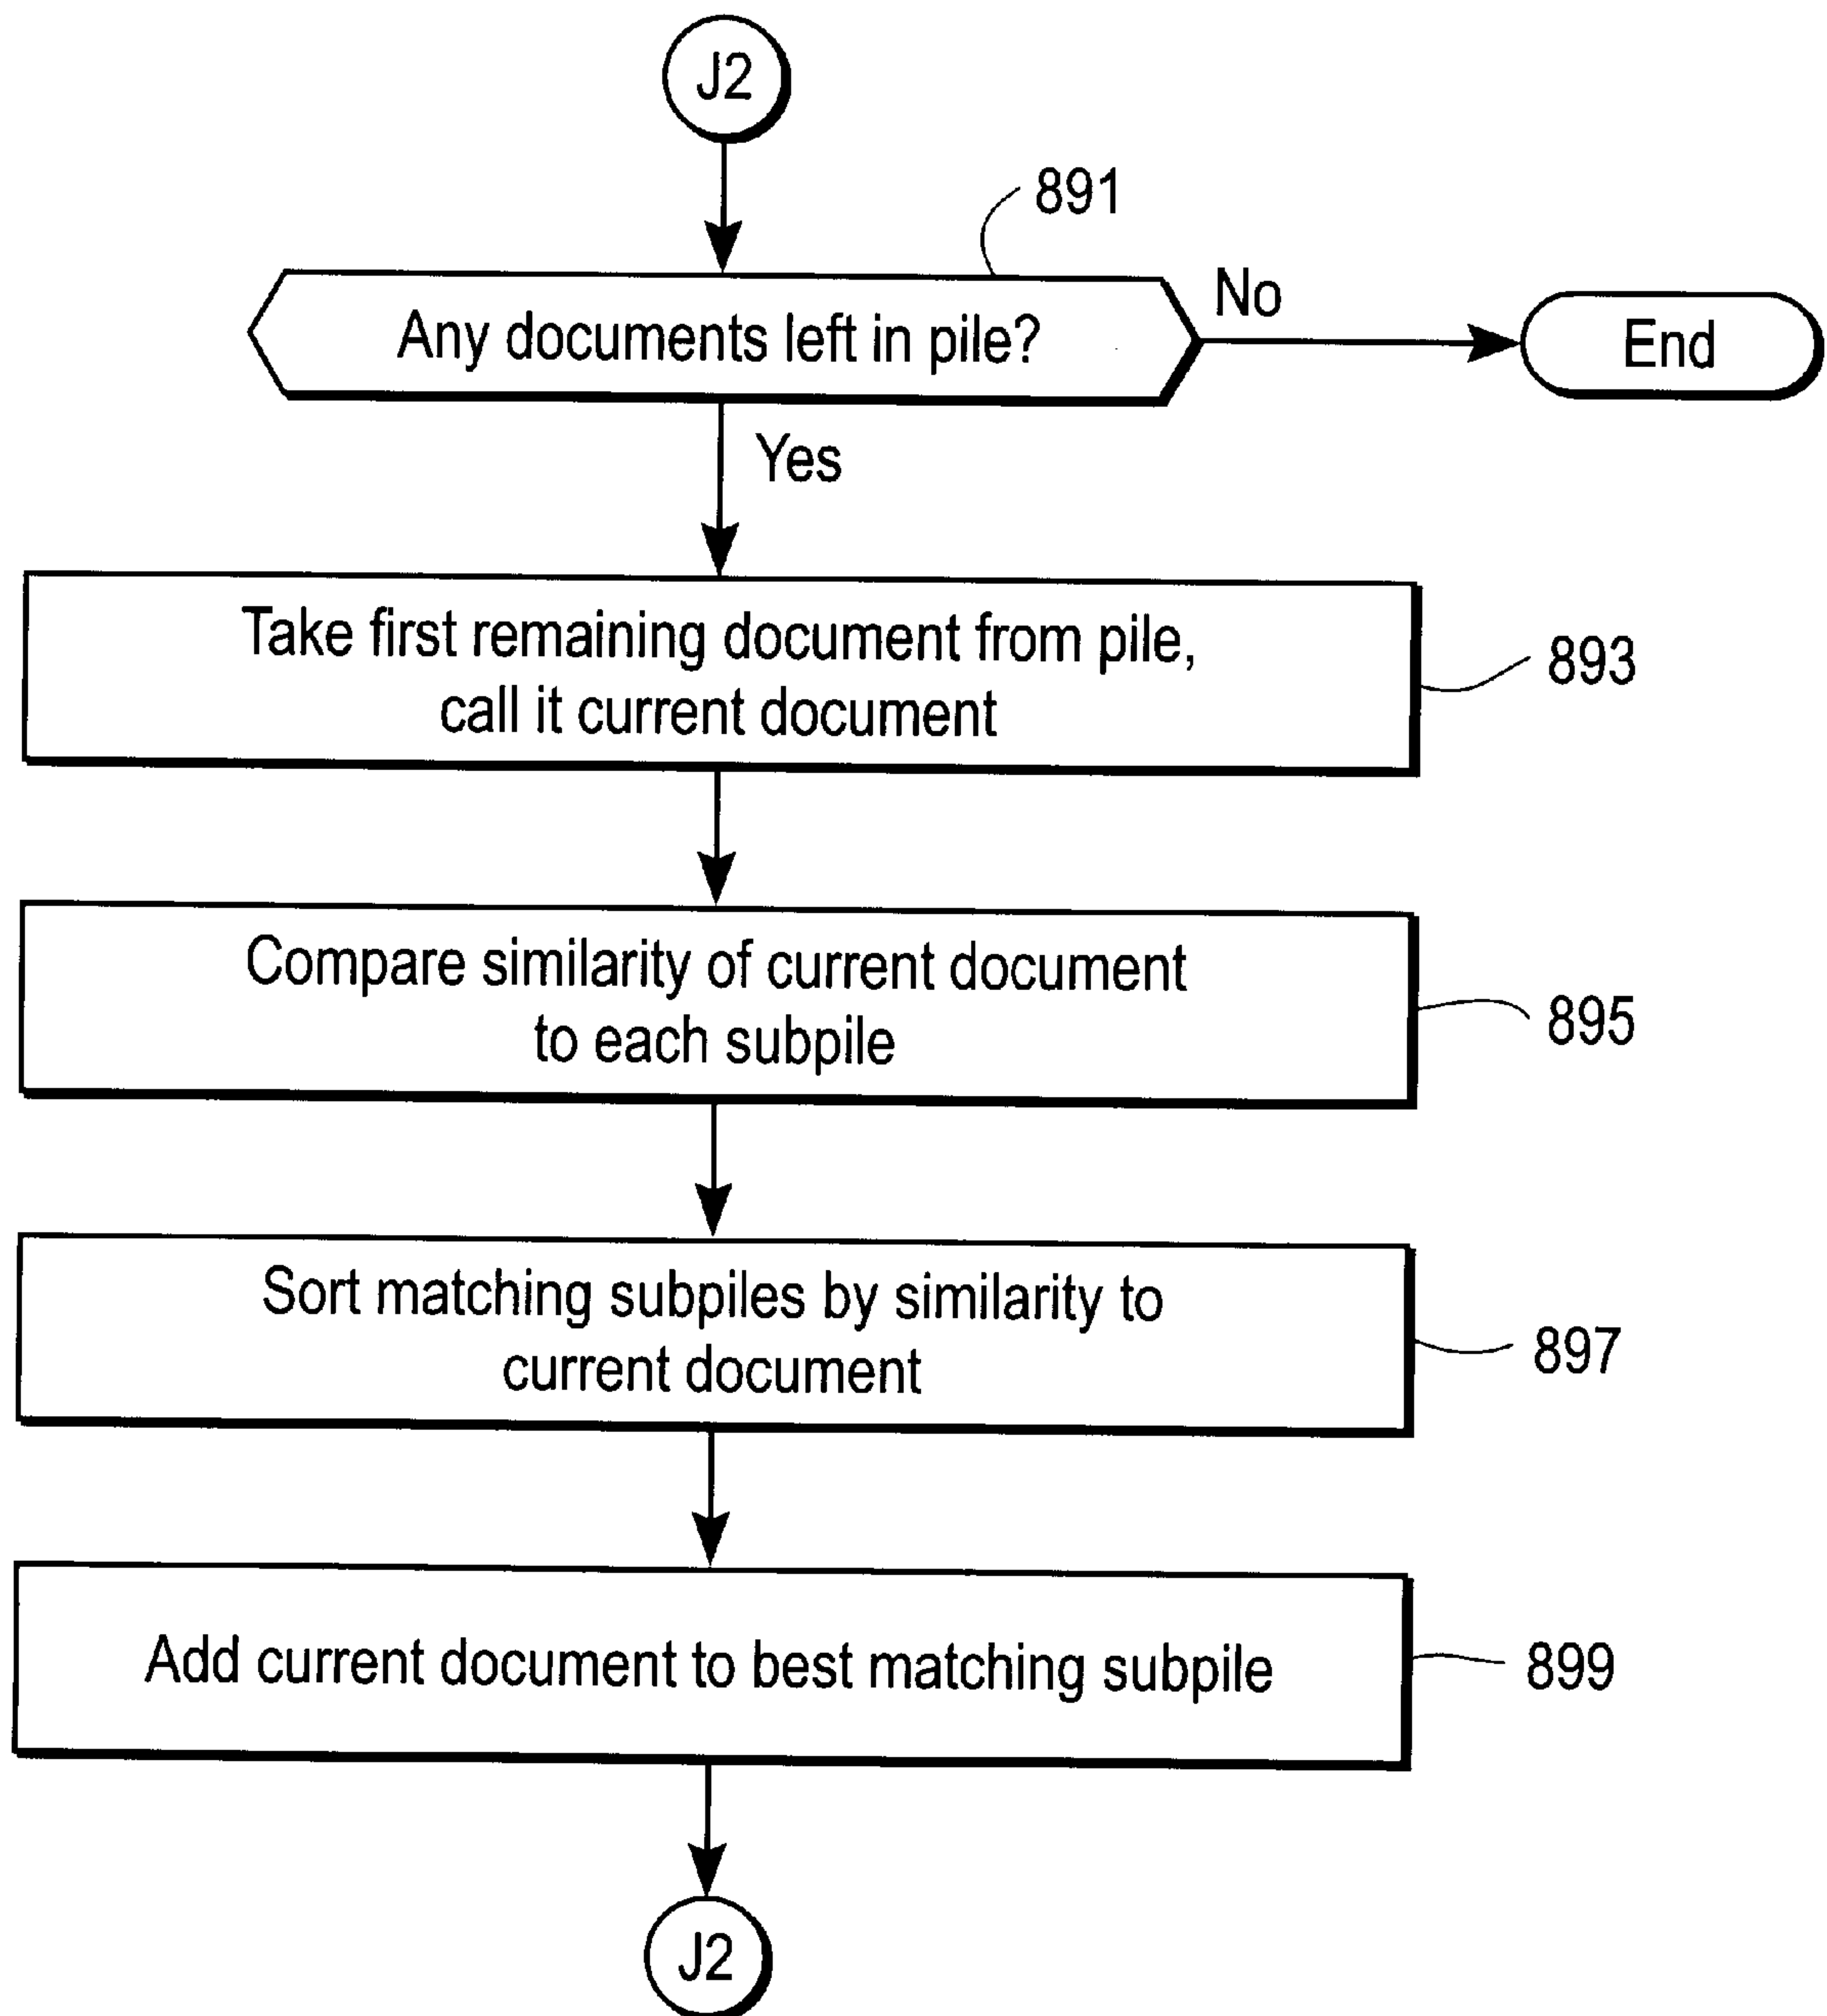 J2
891
Any documents left in pile?
No
End
Yes
Take first remaining document from pile,
call it current document
893
Compare similarity of current document
to each subpile
895
Sort matching subpiles by similarity to
current document
897
Add current document to best matching subpile
899
J2